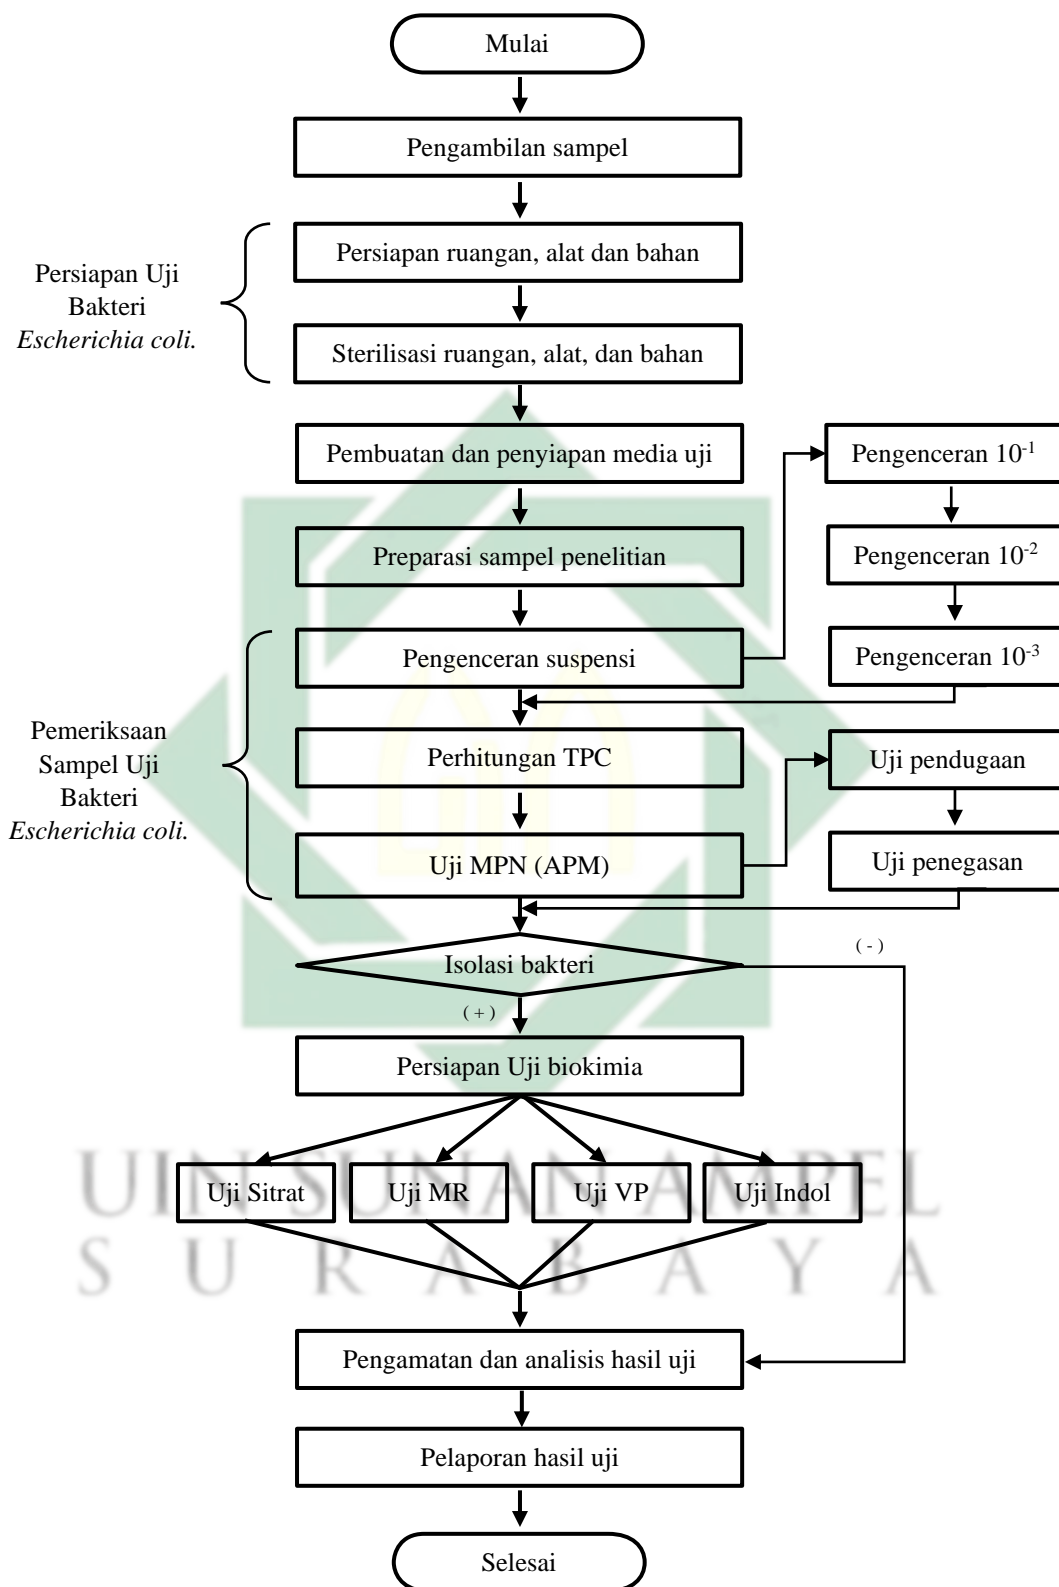 Mulai
Pengambilan sampel
Persiapan ruangan, alat dan bahan
Persiapan Uji
Bakteri
Escherichia coli.
Sterilisasi ruangan, alat, dan bahan
Pembuatan dan penyiapan media uji
Pengenceran 10⁻¹
Preparasi sampel penelitian
Pengenceran 10⁻²
Pengenceran suspensi
Pengenceran 10⁻³
Pemeriksaan
Sampel Uji
Bakteri
Escherichia coli.
Perhitungan TPC
Uji pendugaan
Uji MPN (APM)
Uji penegasan
Isolasi bakteri
( - )
( + )
Persiapan Uji biokimia
Uji Sitrat
Uji MR
Uji VP
Uji Indol
UIN SUNAN AMPEL
SURABAYA
Pengamatan dan analisis hasil uji
Pelaporan hasil uji
Selesai